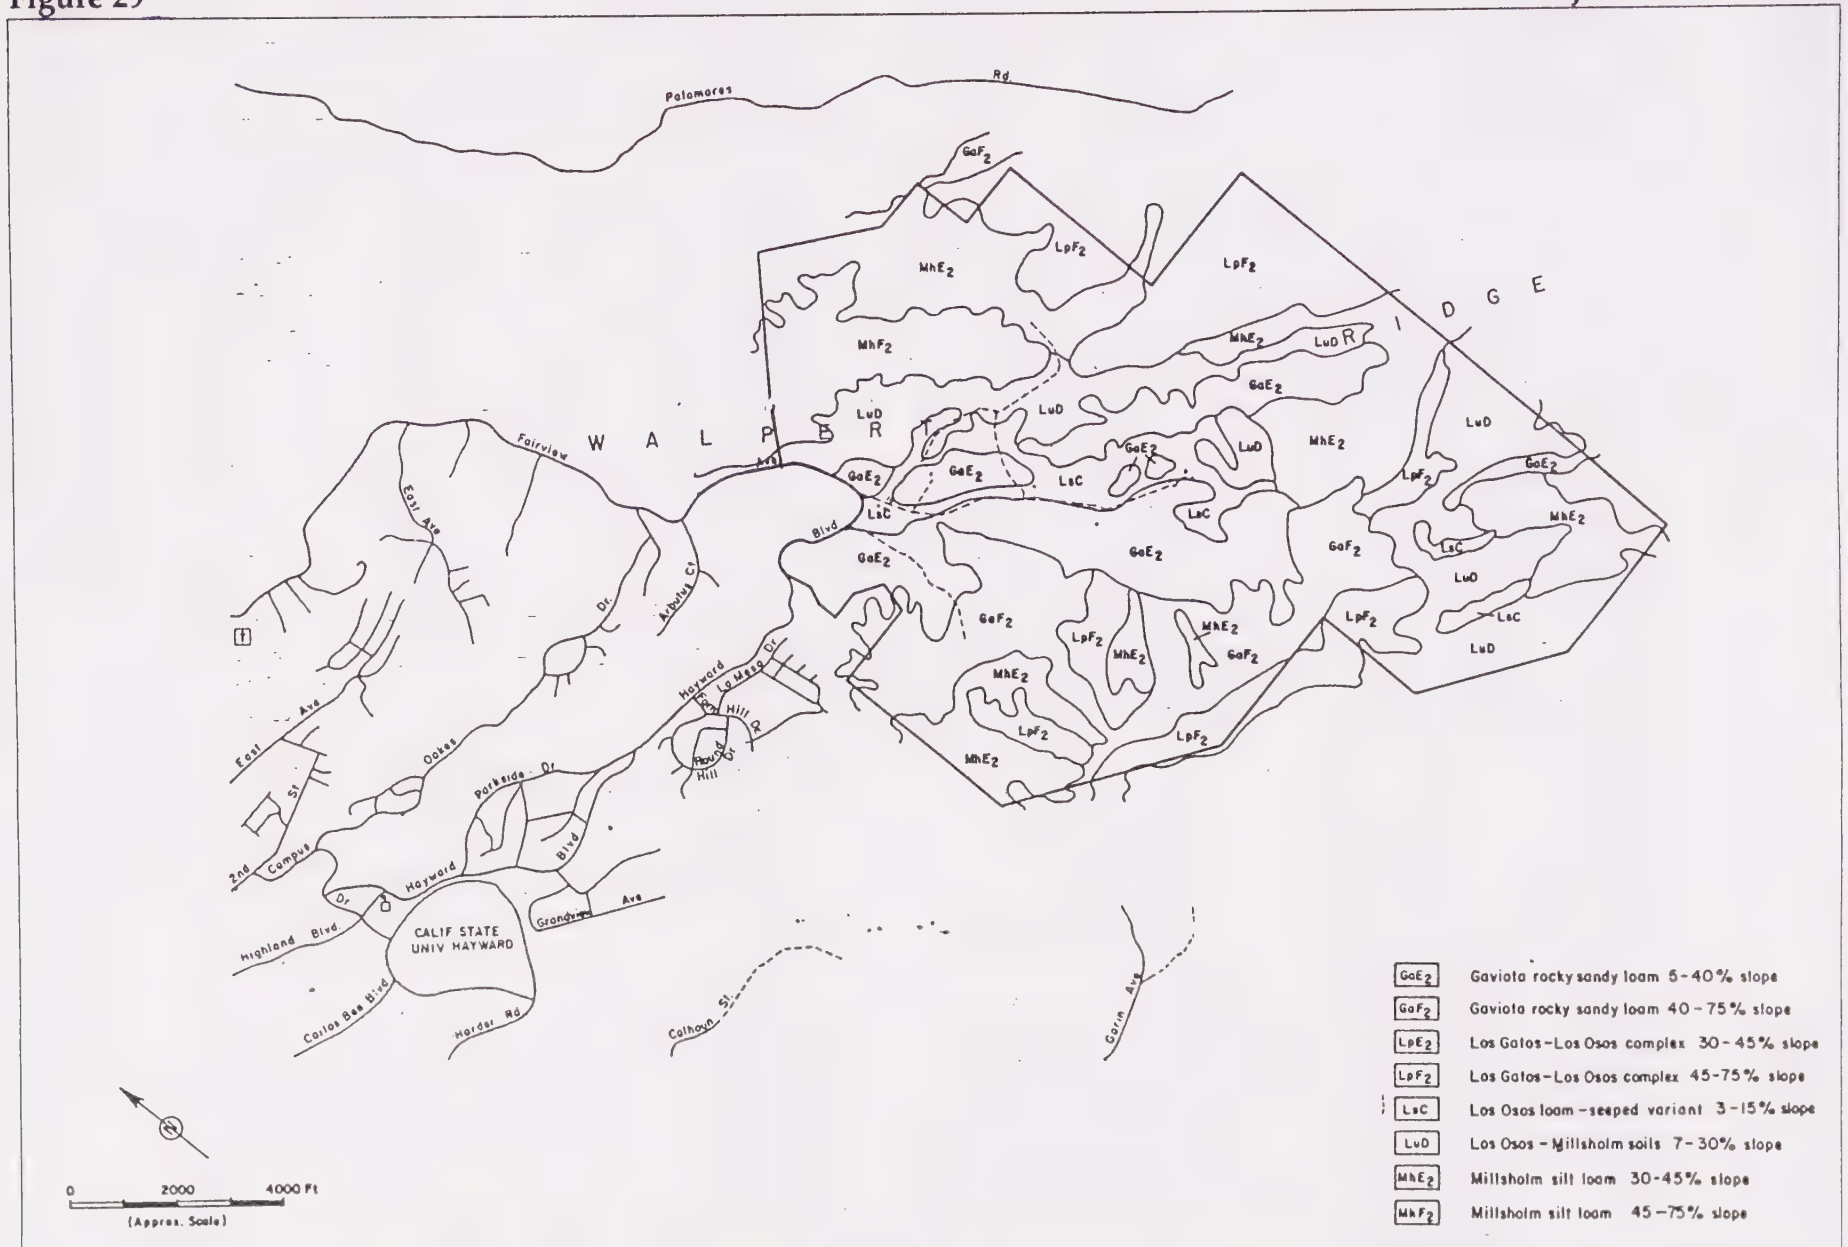 Figure 29
Palomares Rd.
GaF2
LpF2
MhE2
LpF2
W A L P E R T R I D G E
MhE2
LuD
MhF2
GaE2
LuD
LuD
LuD
MhE2
LuD
Fairview Ave
GaE2
GaE2
GaE2
LsC
LpF2
GaE2
East Ave
LsC
LsC
MhE2
Blvd
GaE2
GaE2
GaF2
LsC
LuD
Arbutus Ct
Dr.
GaF2
LpF2
MhE2
MhE2
GaF2
LpF2
LsC
LuD
Hayward
La Mesa Dr
MhE2
East Ave
Hill
LpF2
LpF2
Oakes
Round Hill Dr
MhE2
Parkside Dr
St
Blvd
2nd
Campus
Dr
Hayward
Grandview Ave
Highland Blvd.
CALIF STATE
UNIV HAYWARD
Carlos Bee Blvd
Harder Rd
Calhoun St.
Garin Ave
GaE2 Gaviota rocky sandy loam 5-40% slope
GaF2 Gaviota rocky sandy loam 40-75% slope
LpE2 Los Gatos-Los Osos complex 30-45% slope
LpF2 Los Gatos-Los Osos complex 45-75% slope
LsC Los Osos loam-seeped variant 3-15% slope
LuD Los Osos - Millsholm soils 7-30% slope
MhE2 Millsholm silt loam 30-45% slope
MhF2 Millsholm silt loam 45-75% slope
N
0 2000 4000 Ft
(Approx. Scale)